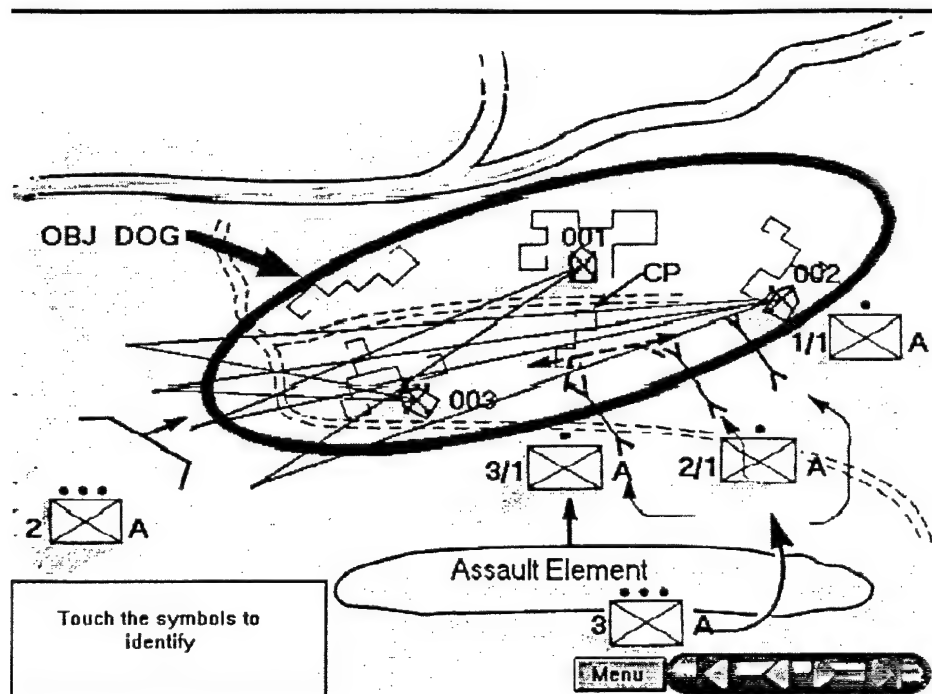 OBJ DOG
001
CP
002
1/1 A
003
3/1 A
2/1 A
2 A
Assault Element
3 A
Touch the symbols to
identify
Menu